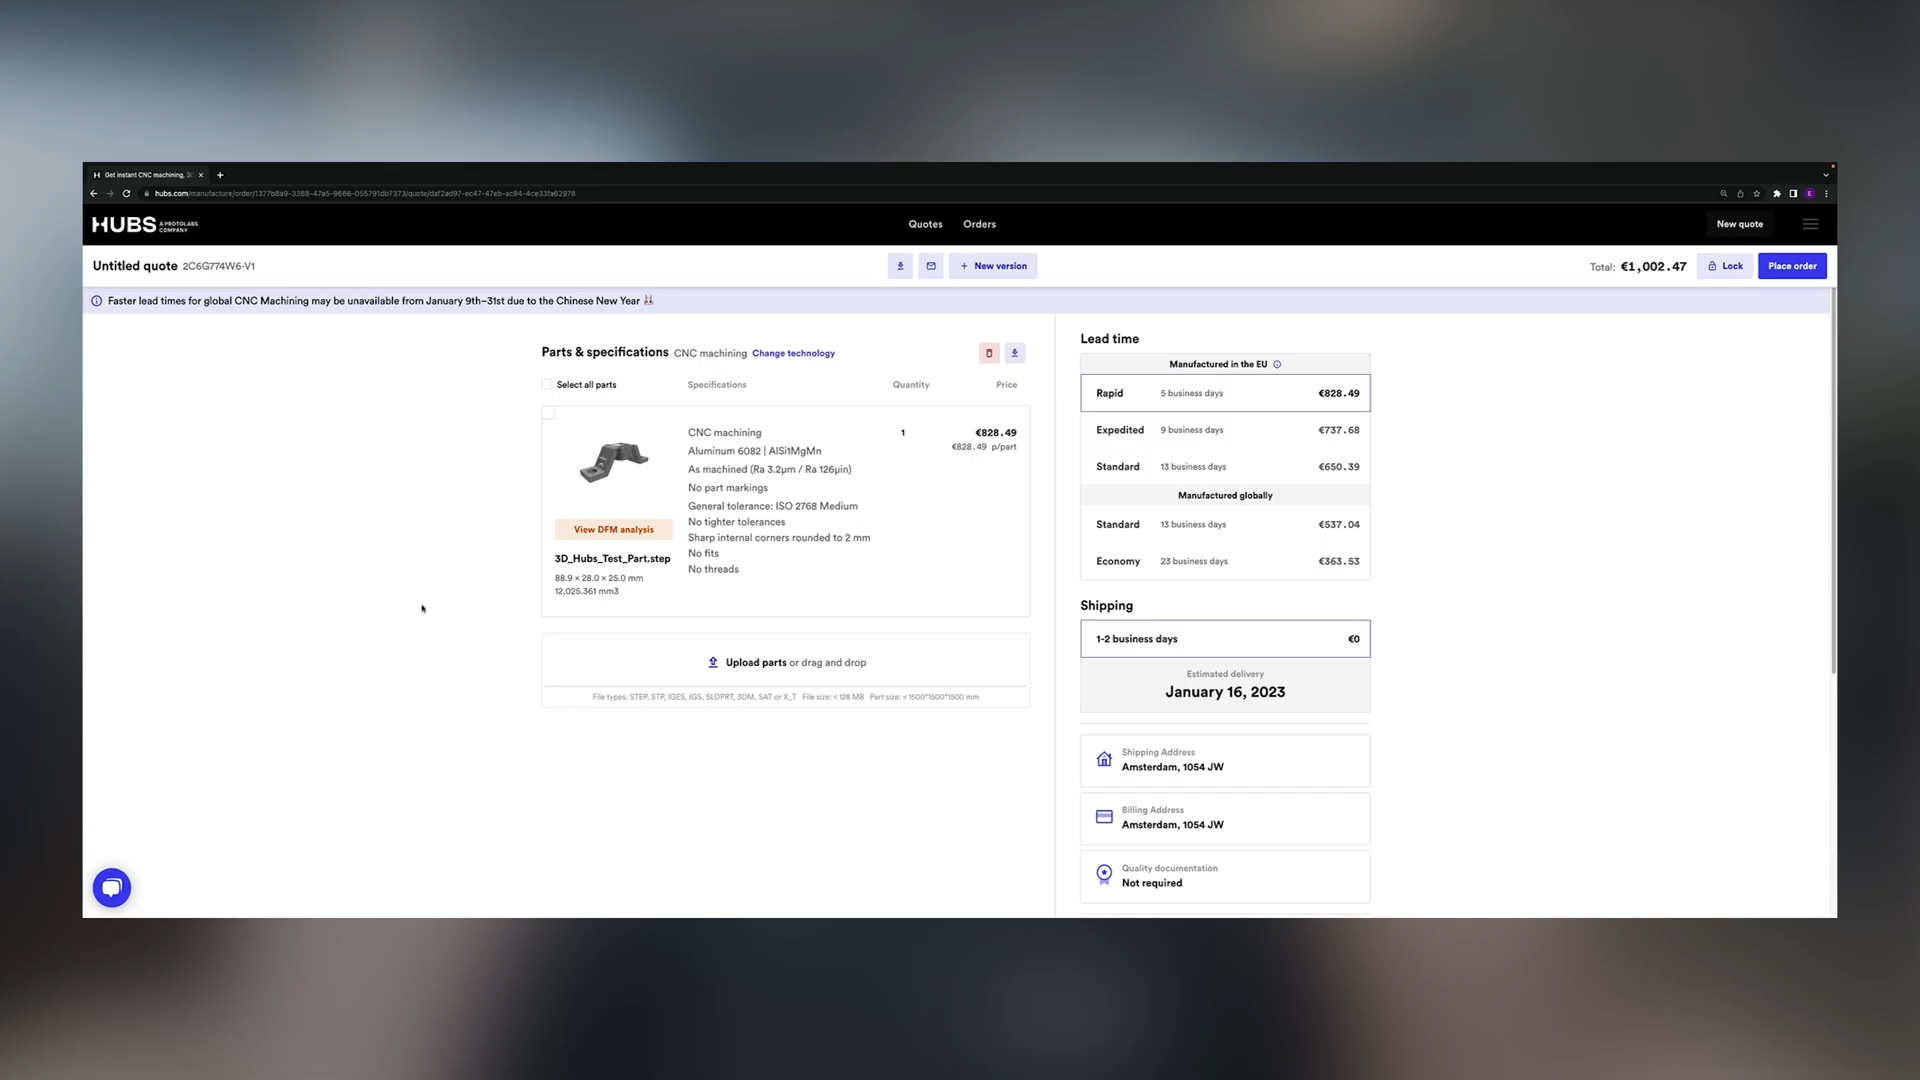 Get instant CNC machining, 3D
hubs.com/manufacture/order/1377b8a9-3388-47a5-9666-055791db7373/quote/daf2ad97-ec47-47eb-ac94-4ce33fa62978
E
HUBS A PROTOLABS COMPANY
Quotes Orders
New quote
Untitled quote 2C6G774W6-V1
+ New version
Total: €1,002.47
Lock
Place order
Faster lead times for global CNC Machining may be unavailable from January 9th–31st due to the Chinese New Year 🐰
Parts & specifications CNC machining Change technology
Select all parts Specifications Quantity Price
CNC machining 1 €828.49
€828.49 p/part
Aluminum 6082 | AlSi1MgMn
As machined (Ra 3.2μm / Ra 126μin)
No part markings
General tolerance: ISO 2768 Medium
No tighter tolerances
Sharp internal corners rounded to 2 mm
No fits
No threads
View DFM analysis
3D_Hubs_Test_Part.step
88.9 × 28.0 × 25.0 mm
12,025.361 mm3
Upload parts or drag and drop
File types: STEP, STP, IGES, IGS, SLDPRT, 3DM, SAT or X_T File size: < 128 MB Part size: < 1500*1500*1500 mm
Lead time
Manufactured in the EU
Rapid 5 business days €828.49
Expedited 9 business days €737.68
Standard 13 business days €650.39
Manufactured globally
Standard 13 business days €537.04
Economy 23 business days €363.53
Shipping
1-2 business days €0
Estimated delivery
January 16, 2023
Shipping Address
Amsterdam, 1054 JW
Billing Address
Amsterdam, 1054 JW
Quality documentation
Not required